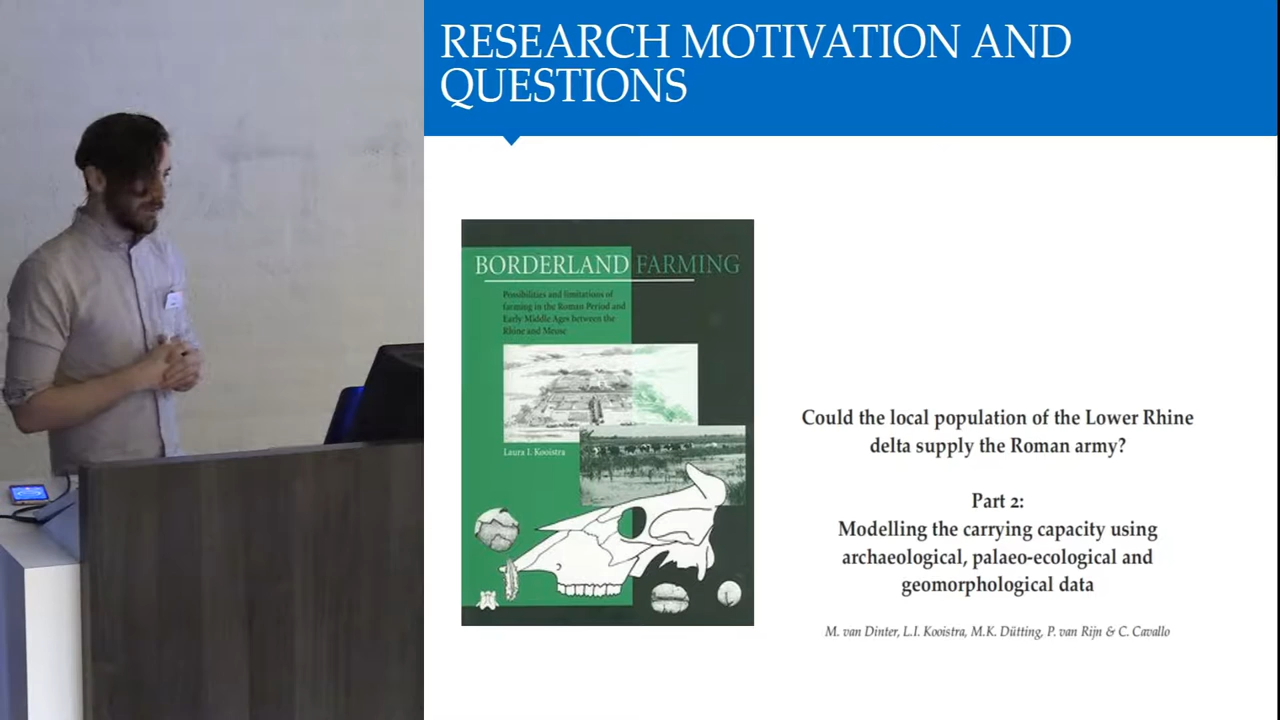 RESEARCH MOTIVATION AND
QUESTIONS
BORDERLAND FARMING
Possibilities and limitations of
farming in the Roman Period and
Early Middle Ages between the
Rhine and Meuse
Laura I. Kooistra
Could the local population of the Lower Rhine
delta supply the Roman army?
Part 2:
Modelling the carrying capacity using
archaeological, palaeo-ecological and
geomorphological data
M. van Dinter, L.I. Kooistra, M.K. Dütting, P. van Rijn & C. Cavallo